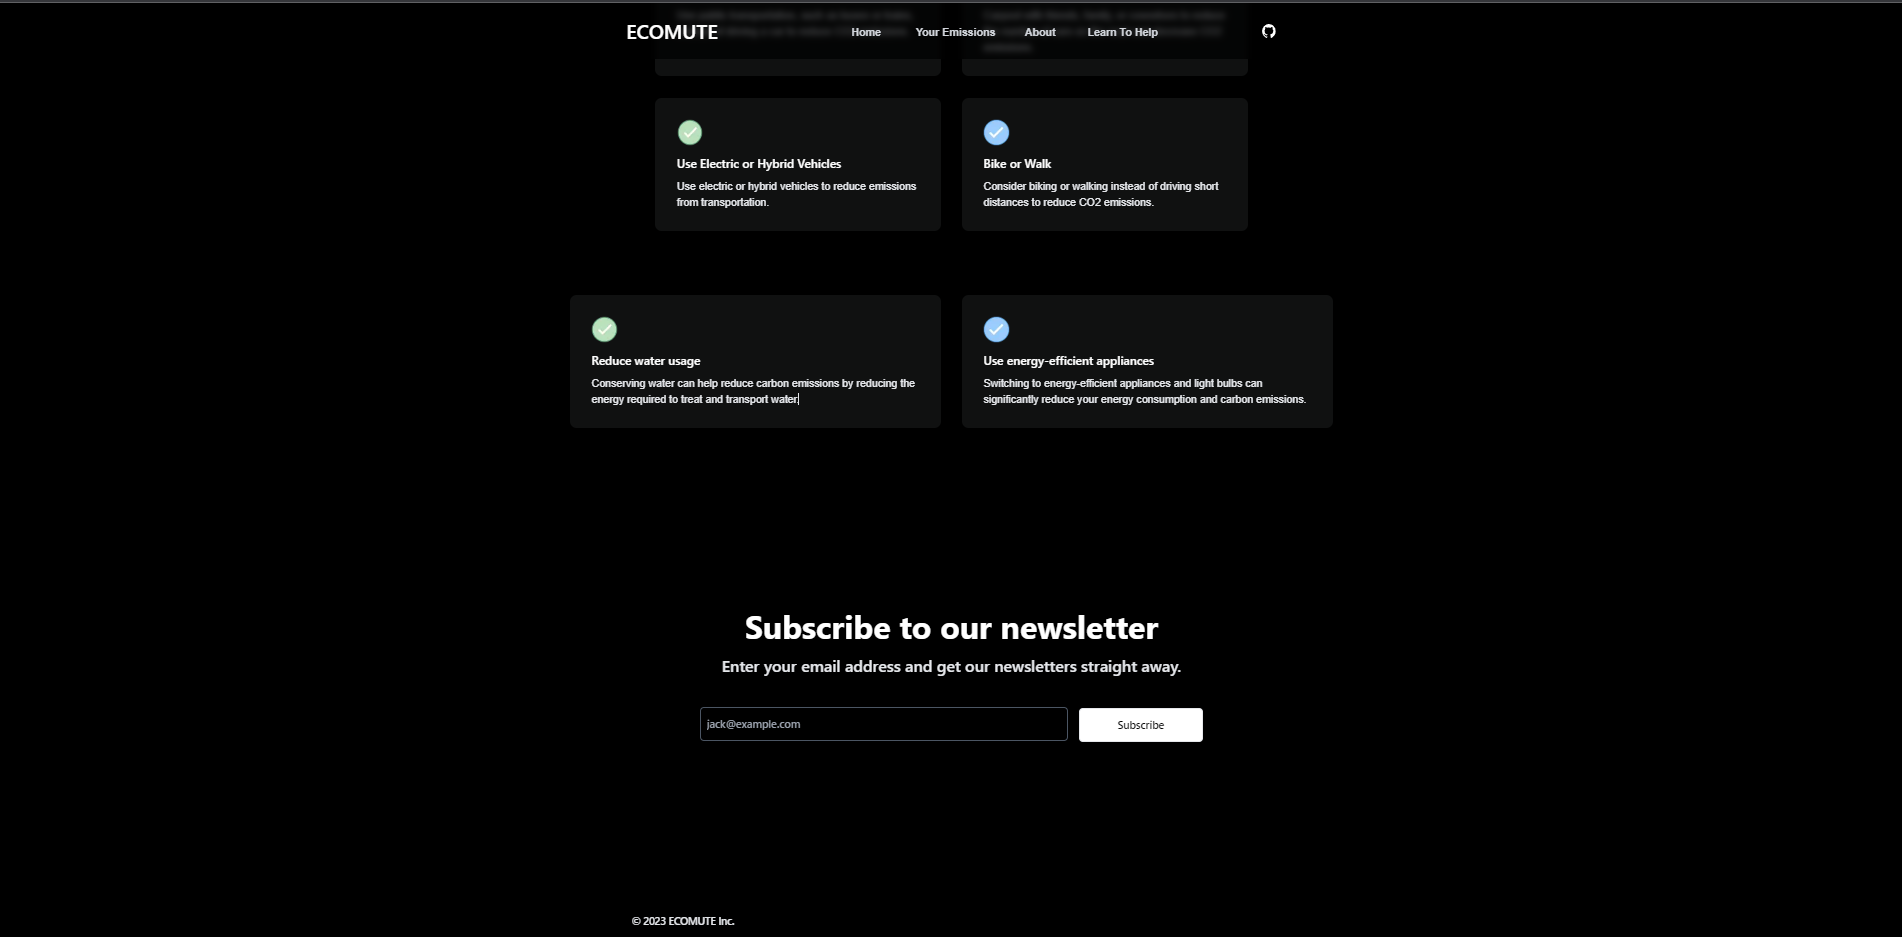 ECOMUTE
Home
Your Emissions
About
Learn To Help
Use Electric or Hybrid Vehicles
Use electric or hybrid vehicles to reduce emissions
from transportation.
Bike or Walk
Consider biking or walking instead of driving short
distances to reduce CO2 emissions.
Reduce water usage
Conserving water can help reduce carbon emissions by reducing the
energy required to treat and transport water
Use energy-efficient appliances
Switching to energy-efficient appliances and light bulbs can
significantly reduce your energy consumption and carbon emissions.
Subscribe to our newsletter
Enter your email address and get our newsletters straight away.
jack@example.com
Subscribe
© 2023 ECOMUTE Inc.